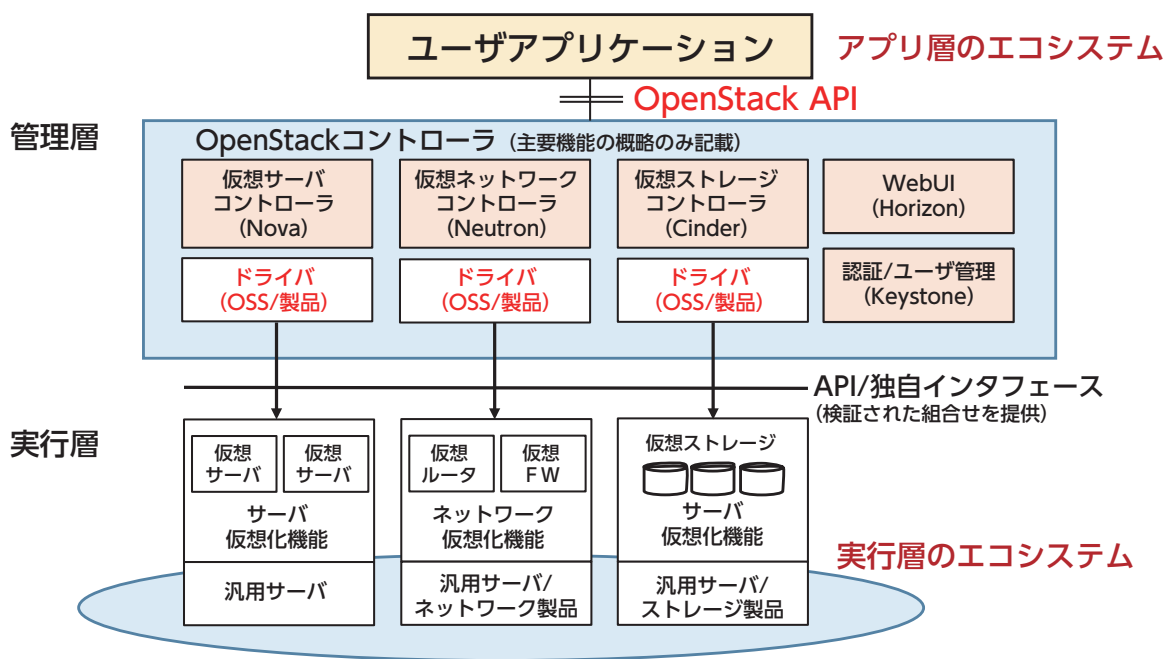 ユーザアプリケーション
アプリ層のエコシステム
OpenStack API
管理層
OpenStackコントローラ（主要機能の概略のみ記載）
仮想サーバ
コントローラ
(Nova)
仮想ネットワーク
コントローラ
(Neutron)
仮想ストレージ
コントローラ
(Cinder)
WebUI
(Horizon)
ドライバ
(OSS/製品)
ドライバ
(OSS/製品)
ドライバ
(OSS/製品)
認証/ユーザ管理
(Keystone)
API/独自インタフェース
（検証された組合せを提供）
実行層
仮想
サーバ
仮想
サーバ
サーバ
仮想化機能
汎用サーバ
仮想
ルータ
仮想
ＦＷ
ネットワーク
仮想化機能
汎用サーバ/
ネットワーク製品
仮想ストレージ
サーバ
仮想化機能
汎用サーバ/
ストレージ製品
実行層のエコシステム